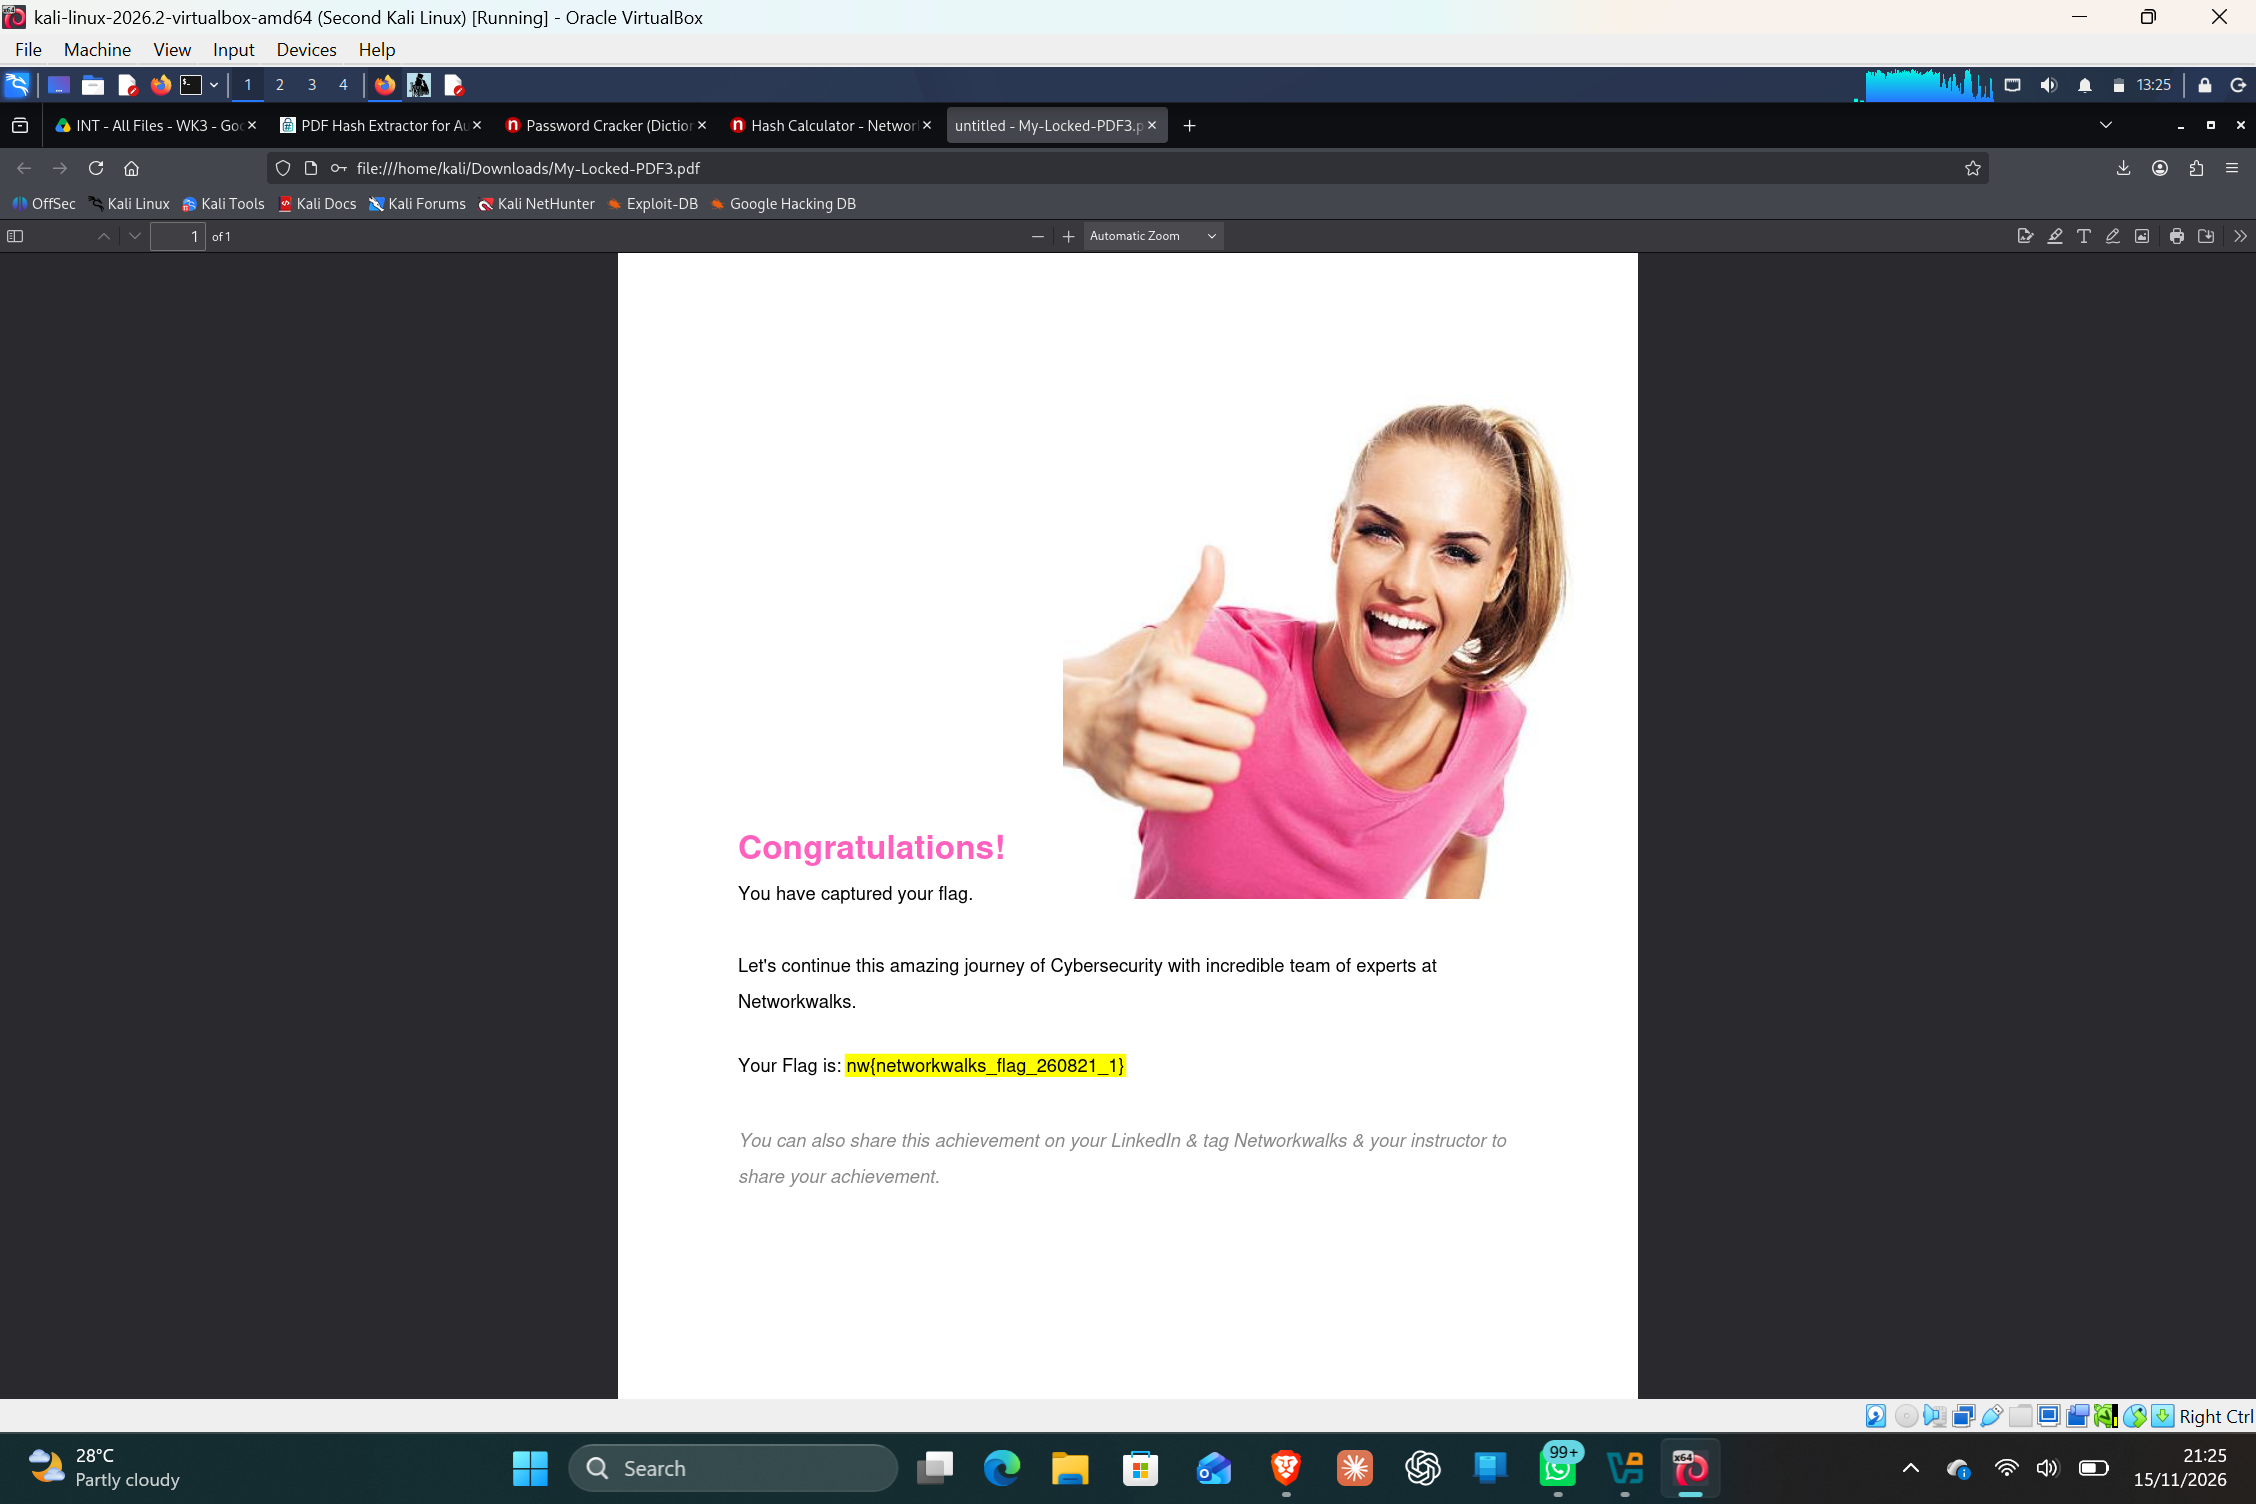 kali-linux-2026.2-virtualbox-amd64 (Second Kali Linux) [Running] - Oracle VirtualBox
File Machine View Input Devices Help
1 2 3 4 13:25
INT - All Files - WK3 - Goo PDF Hash Extractor for Au Password Cracker (Diction Hash Calculator - Network untitled - My-Locked-PDF3.p
file:///home/kali/Downloads/My-Locked-PDF3.pdf
OffSec Kali Linux Kali Tools Kali Docs Kali Forums Kali NetHunter Exploit-DB Google Hacking DB
1 of 1 Automatic Zoom
Congratulations!
You have captured your flag.
Let's continue this amazing journey of Cybersecurity with incredible team of experts at
Networkwalks.
Your Flag is: nw{networkwalks_flag_260821_1}
You can also share this achievement on your LinkedIn & tag Networkwalks & your instructor to
share your achievement.
Right Ctrl
28°C
Partly cloudy
Search
99+
21:25
15/11/2026